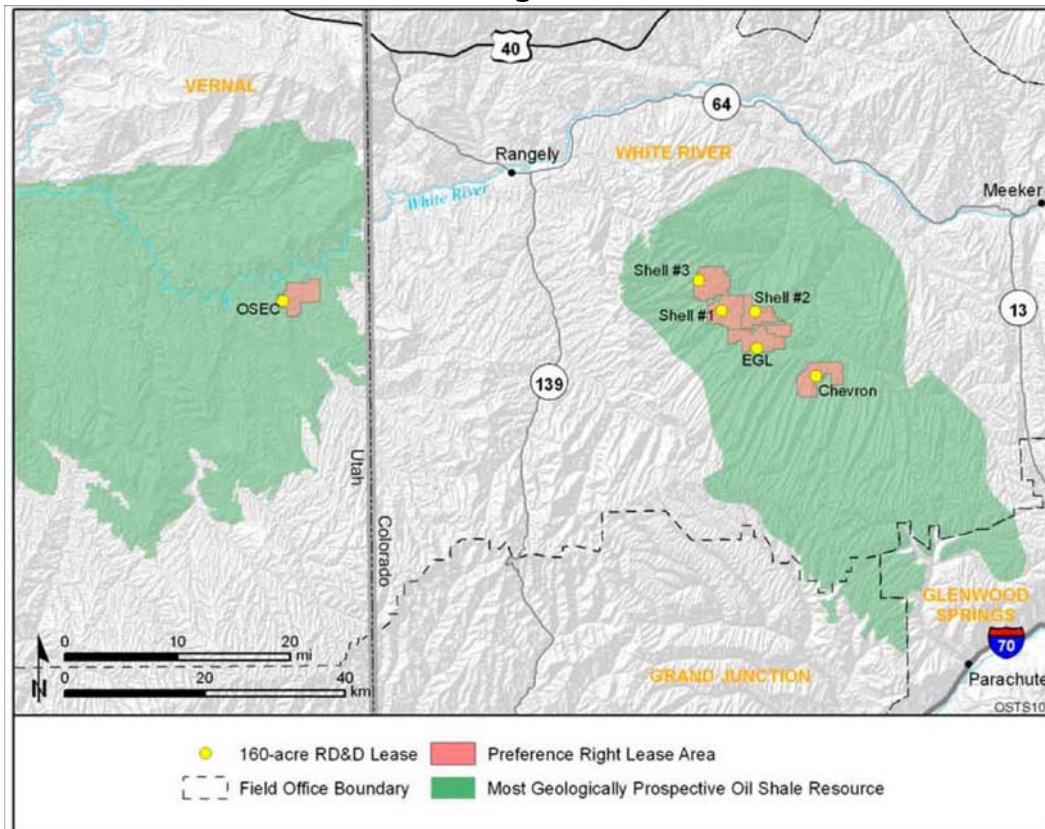 40
VERNAL
64
Rangely
WHITE RIVER
White River
Meeker
Shell #3
Shell #2
OSEC
Shell #1
13
EGL
139
Chevron
Utah
Colorado
GLENWOOD
SPRINGS
0 10 20
mi
70
0 20 40
km
N
GRAND JUNCTION
Parachute
OSTS10
160-acre RD&D Lease
Preference Right Lease Area
Field Office Boundary
Most Geologically Prospective Oil Shale Resource